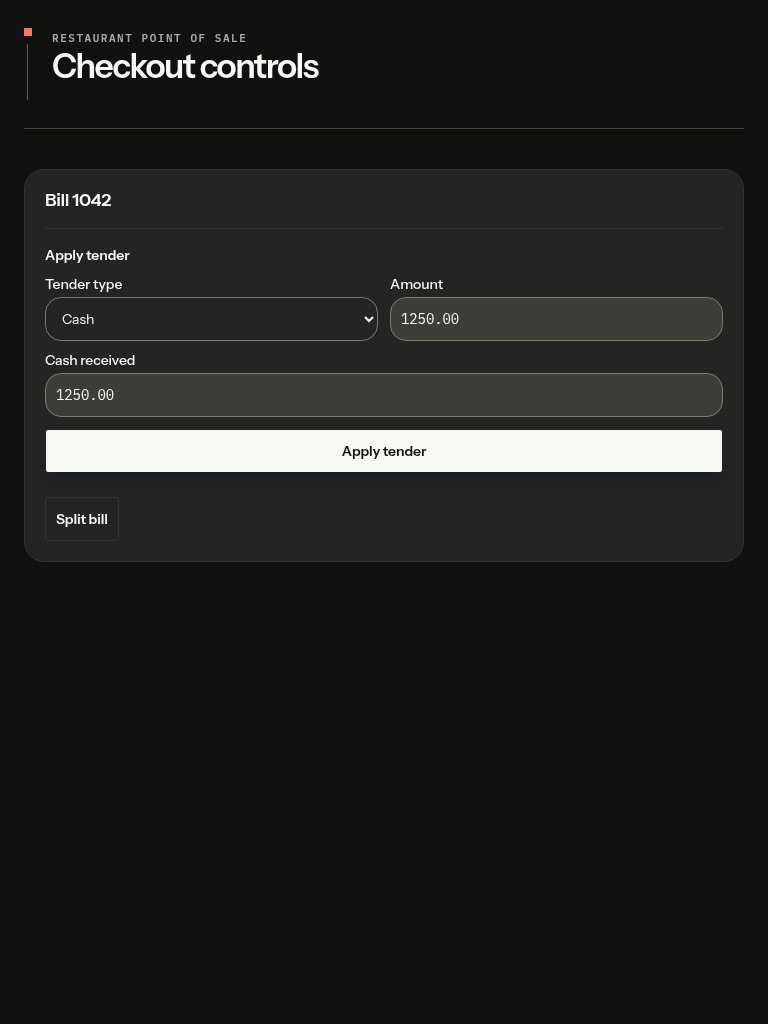 RESTAURANT POINT OF SALE
Checkout controls
Bill 1042
Apply tender
Tender type
Amount
Cash
1250.00
Cash received
1250.00
Apply tender
Split bill